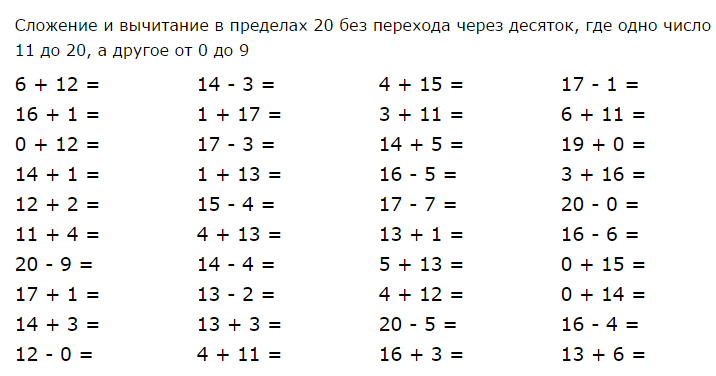 Сложение и вычитание в пределах 20 без перехода через десяток, где одно число
11 до 20, а другое от 0 до 9
6 + 12 = 14 - 3 = 4 + 15 = 17 - 1 =
16 + 1 = 1 + 17 = 3 + 11 = 6 + 11 =
0 + 12 = 17 - 3 = 14 + 5 = 19 + 0 =
14 + 1 = 1 + 13 = 16 - 5 = 3 + 16 =
12 + 2 = 15 - 4 = 17 - 7 = 20 - 0 =
11 + 4 = 4 + 13 = 13 + 1 = 16 - 6 =
20 - 9 = 14 - 4 = 5 + 13 = 0 + 15 =
17 + 1 = 13 - 2 = 4 + 12 = 0 + 14 =
14 + 3 = 13 + 3 = 20 - 5 = 16 - 4 =
12 - 0 = 4 + 11 = 16 + 3 = 13 + 6 =